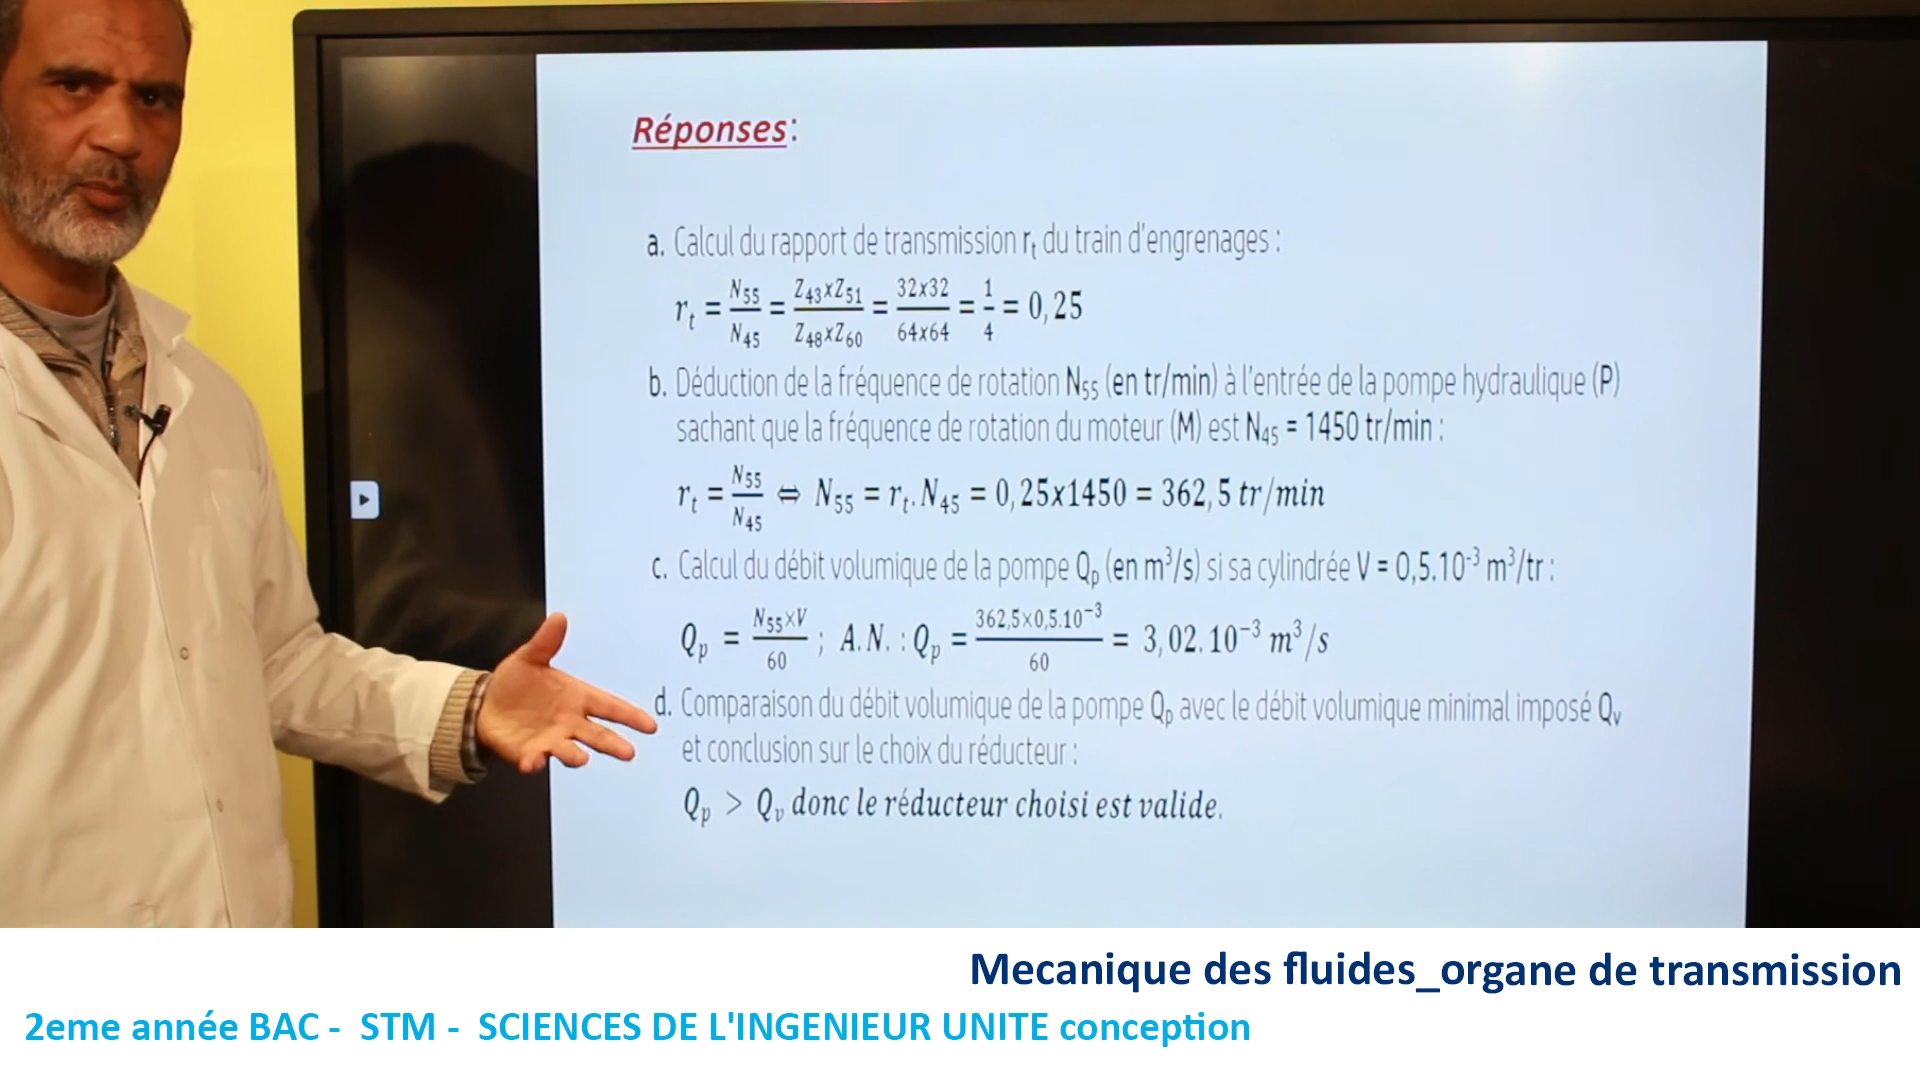 Réponses:
a. Calcul du rapport de transmission rₜ du train d'engrenages :
rₜ = N₅₅/N₄₅ = Z₄₃xZ₅₁/Z₄₈xZ₆₀ = 32x32/64x64 = 1/4 = 0,25
b. Déduction de la fréquence de rotation N₅₅ (en tr/min) à l'entrée de la pompe hydraulique (P)
sachant que la fréquence de rotation du moteur (M) est N₄₅ = 1450 tr/min :
rₜ = N₅₅/N₄₅ ⇔ N₅₅ = rₜ.N₄₅ = 0,25x1450 = 362,5 tr/min
c. Calcul du débit volumique de la pompe Qₚ (en m³/s) si sa cylindrée V = 0,5.10⁻³ m³/tr :
Qₚ = N₅₅×V/60 ; A.N. : Qₚ = 362,5×0,5.10⁻³/60 = 3,02.10⁻³ m³/s
d. Comparaison du débit volumique de la pompe Qₚ avec le débit volumique minimal imposé Qᵥ
et conclusion sur le choix du réducteur :
Qₚ > Qᵥ donc le réducteur choisi est valide.
Mecanique des fluides_organe de transmission
2eme année BAC - STM - SCIENCES DE L'INGENIEUR UNITE conception